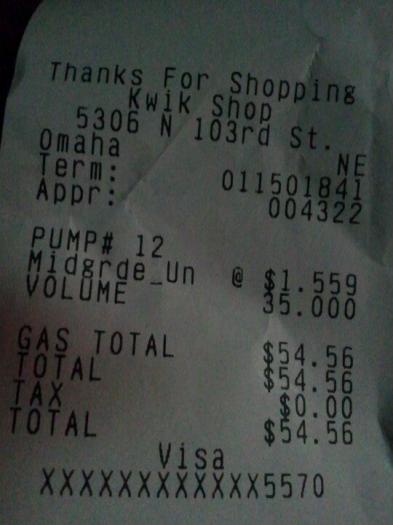 Thanks For Shopping
Kwik Shop
5306 N 103rd St.
Omaha NE
Term: 011501841
Appr: 004322
PUMP# 12
Midgrde_Un @ $1.559
VOLUME 35.000
GAS TOTAL $54.56
TOTAL $54.56
TAX $0.00
TOTAL $54.56
Visa
XXXXXXXXXXXX5570